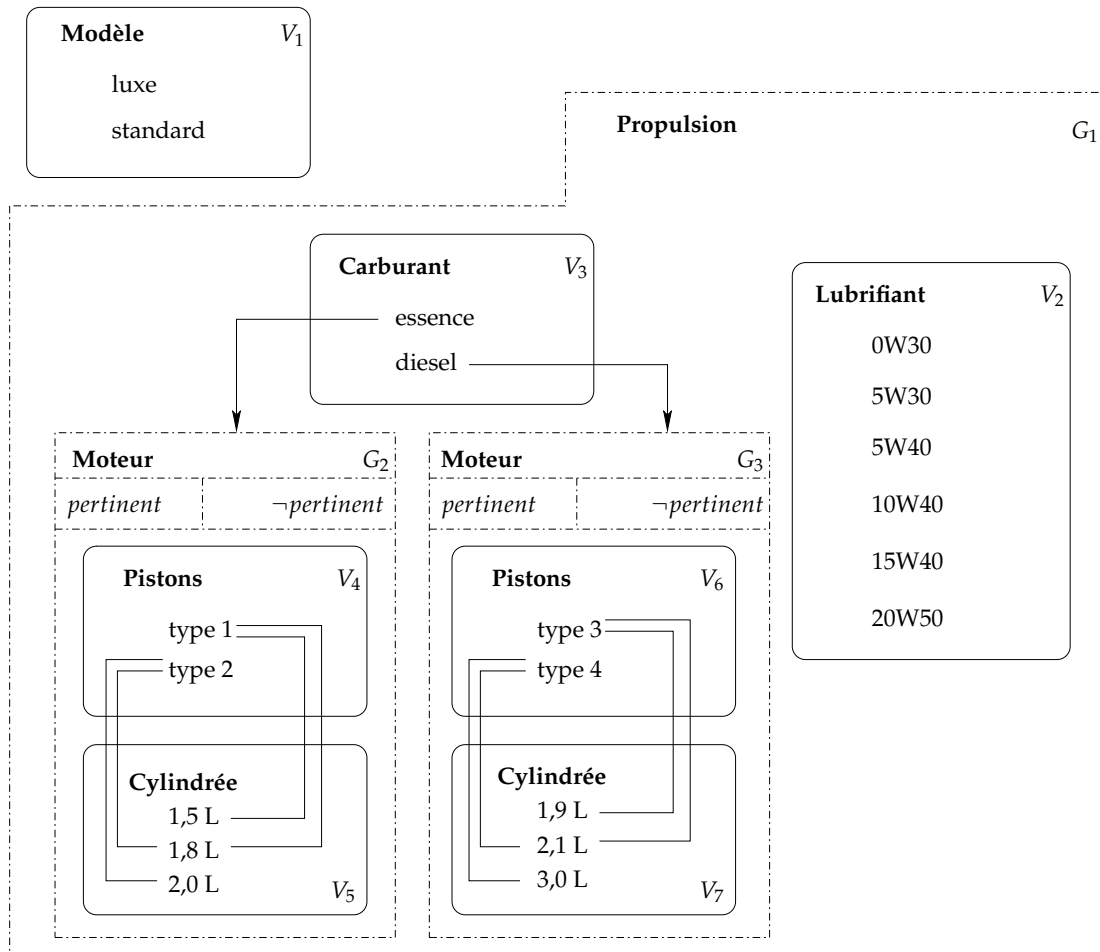 Modèle V1
luxe
standard
Propulsion G1
Carburant V3
essence
diesel
Lubrifiant V2
0W30
5W30
5W40
10W40
15W40
20W50
Moteur G2
pertinent ¬pertinent
Pistons V4
type 1
type 2
Cylindrée
1,5 L
1,8 L
2,0 L V5
Moteur G3
pertinent ¬pertinent
Pistons V6
type 3
type 4
Cylindrée
1,9 L
2,1 L
3,0 L V7